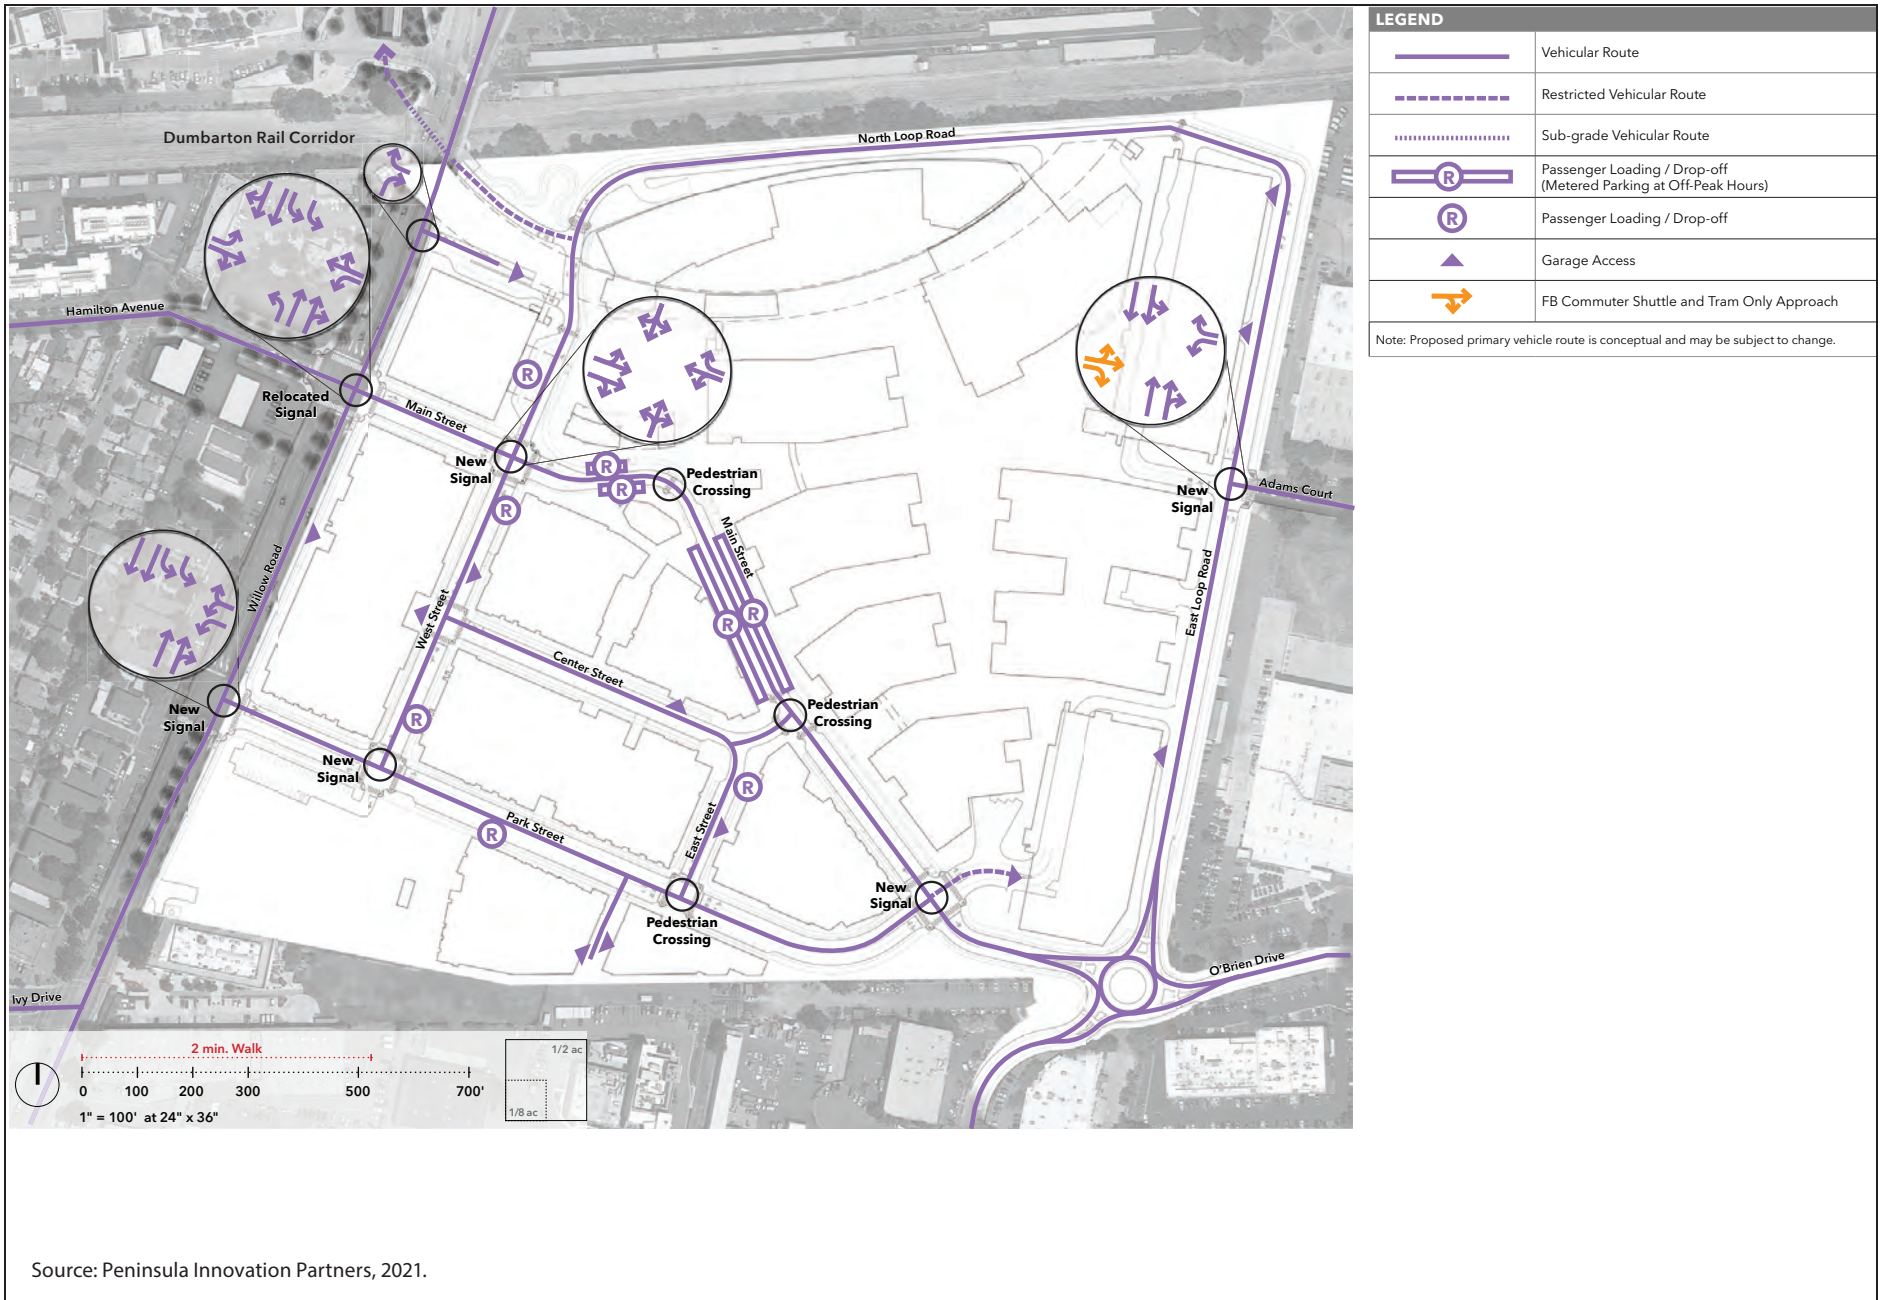 LEGEND
Vehicular Route
Restricted Vehicular Route
Sub-grade Vehicular Route
R
Passenger Loading / Drop-off
(Metered Parking at Off-Peak Hours)
R
Passenger Loading / Drop-off
Garage Access
FB Commuter Shuttle and Tram Only Approach
Note: Proposed primary vehicle route is conceptual and may be subject to change.
Dumbarton Rail Corridor
North Loop Road
Hamilton Avenue
Relocated
Signal
Main Street
R
New
Signal
R
R
Pedestrian
Crossing
R
Main Street
New
Signal
Adams Court
Willow Road
West Street
East Loop Road
R
R
Center Street
New
Signal
R
Pedestrian
Crossing
New
Signal
R
Park Street
R
East Street
New
Signal
Pedestrian
Crossing
O'Brien Drive
Ivy Drive
2 min. Walk
0 100 200 300 500 700'
1" = 100' at 24" x 36"
1/2 ac
1/8 ac
Source: Peninsula Innovation Partners, 2021.